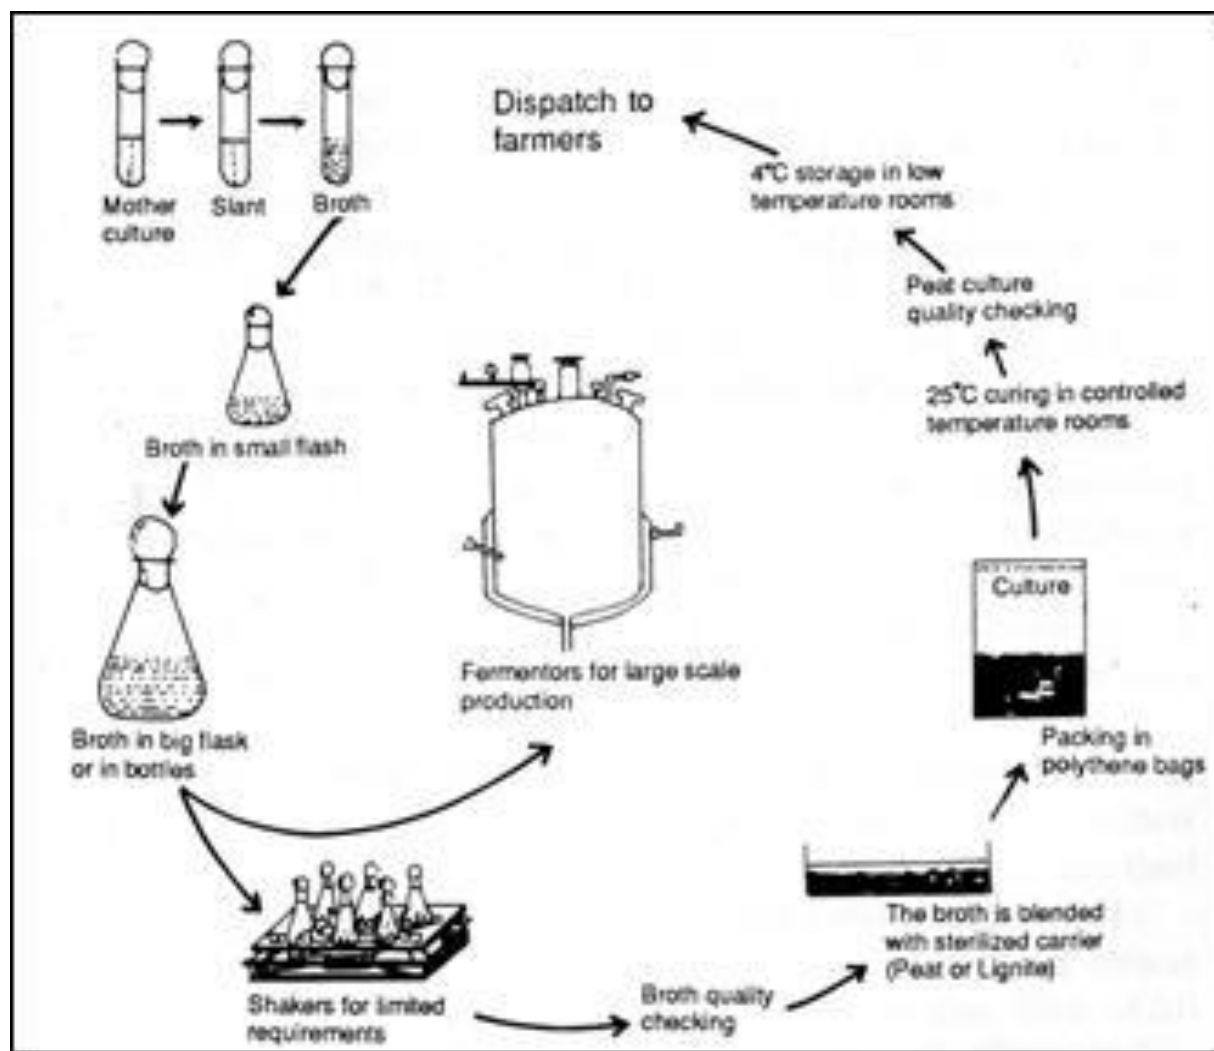 Mother
culture
Slant
Broth
Broth in small flash
Broth in big flask
or in bottles
Fermentors for large scale
production
Shakers for limited
requirements
Broth quality
checking
The broth is blended
with sterilized carrier
(Peat or Lignite)
Packing in
polythene bags
Culture
25°C curing in controlled
temperature rooms
Peat culture
quality checking
4°C storage in low
temperature rooms
Dispatch to
farmers